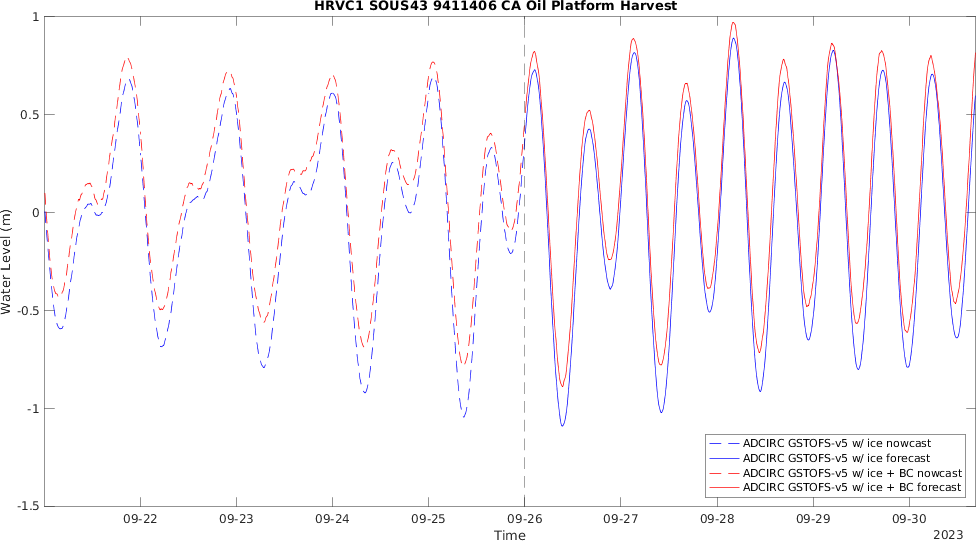 HRVC1 SOUS43 9411406 CA Oil Platform Harvest
Water Level (m)
1
0.5
0
-0.5
-1
-1.5
ADCIRC GSTOFS-v5 w/ ice nowcast
ADCIRC GSTOFS-v5 w/ ice forecast
ADCIRC GSTOFS-v5 w/ ice + BC nowcast
ADCIRC GSTOFS-v5 w/ ice + BC forecast
09-22 09-23 09-24 09-25 09-26 09-27 09-28 09-29 09-30
Time
2023